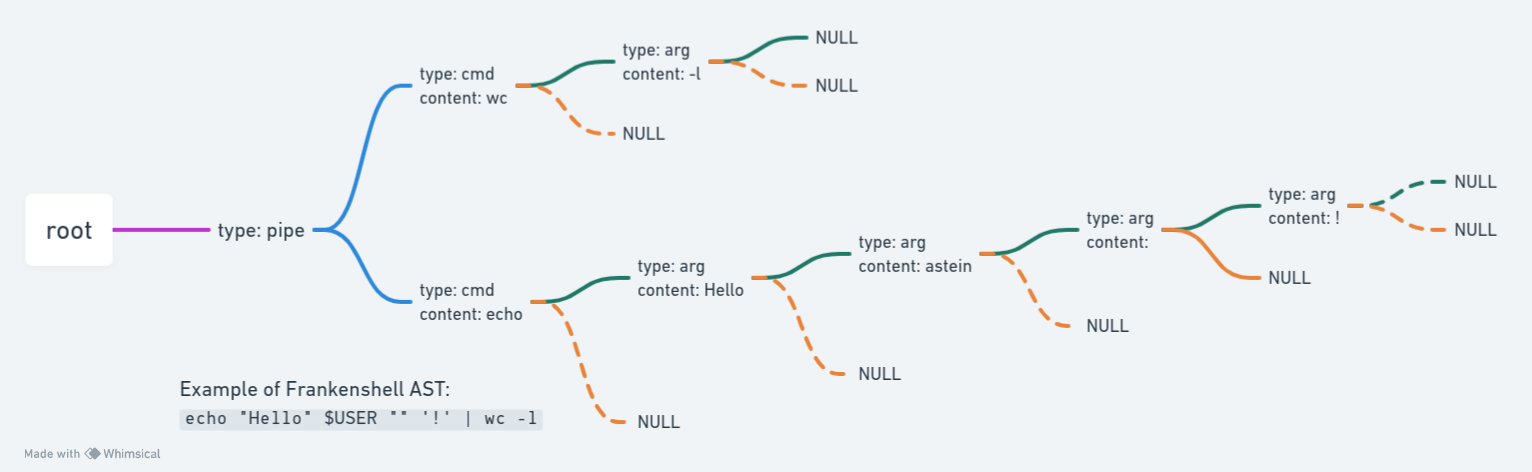 NULL
type: arg
content: -l
type: cmd
content: wc
NULL
NULL
NULL
type: arg
content: !
NULL
root
type: pipe
type: arg
content:
NULL
type: arg
content: astein
type: arg
content: Hello
NULL
type: cmd
content: echo
NULL
NULL
Example of Frankenshell AST:
echo "Hello" $USER "" '!' | wc -l
NULL
Made with Whimsical